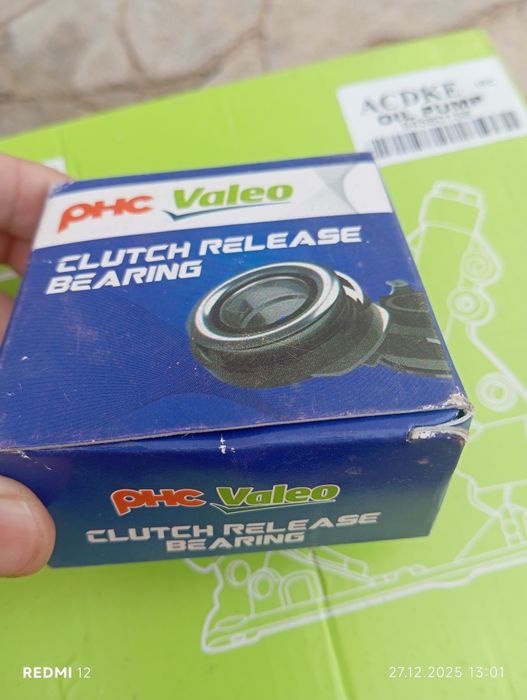 ACDKE
OIL PUMP
PHC Valeo
CLUTCH RELEASE
BEARING
PHC Valeo
CLUTCH RELEASE
BEARING
REDMI 12
27.12.2025 13:01